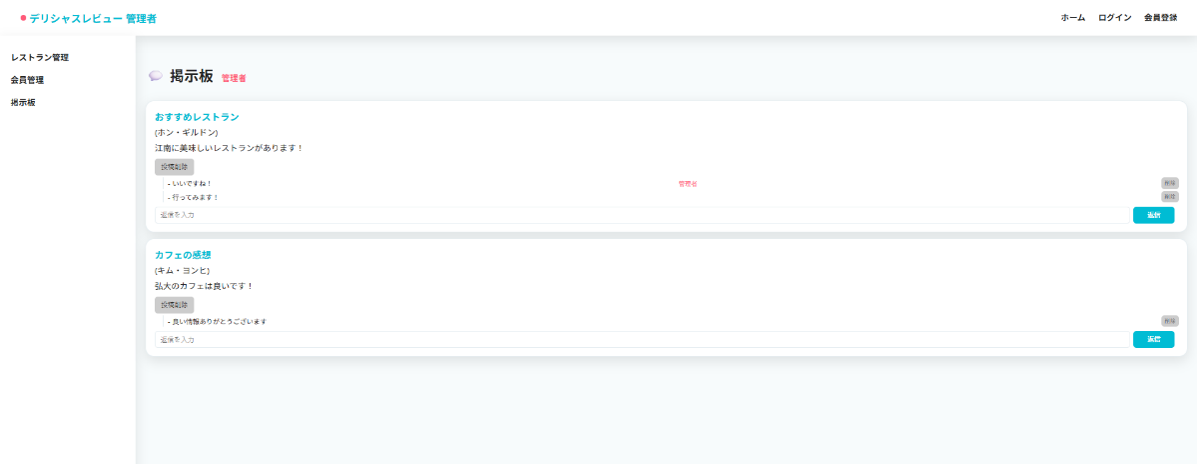 デリシャスレビュー 管理者
ホーム ログイン 会員登録
レストラン管理
会員管理
掲示板
掲示板 管理者
おすすめレストラン
(ホン・ギルドン)
江南に美味しいレストランがあります！
投稿削除
- いいですね！ 管理者 削除
- 行ってみます！ 削除
返信を入力 返信
カフェの感想
(キム・ヨンヒ)
弘大のカフェは良いです！
投稿削除
- 良い情報ありがとうございます 削除
返信を入力 返信